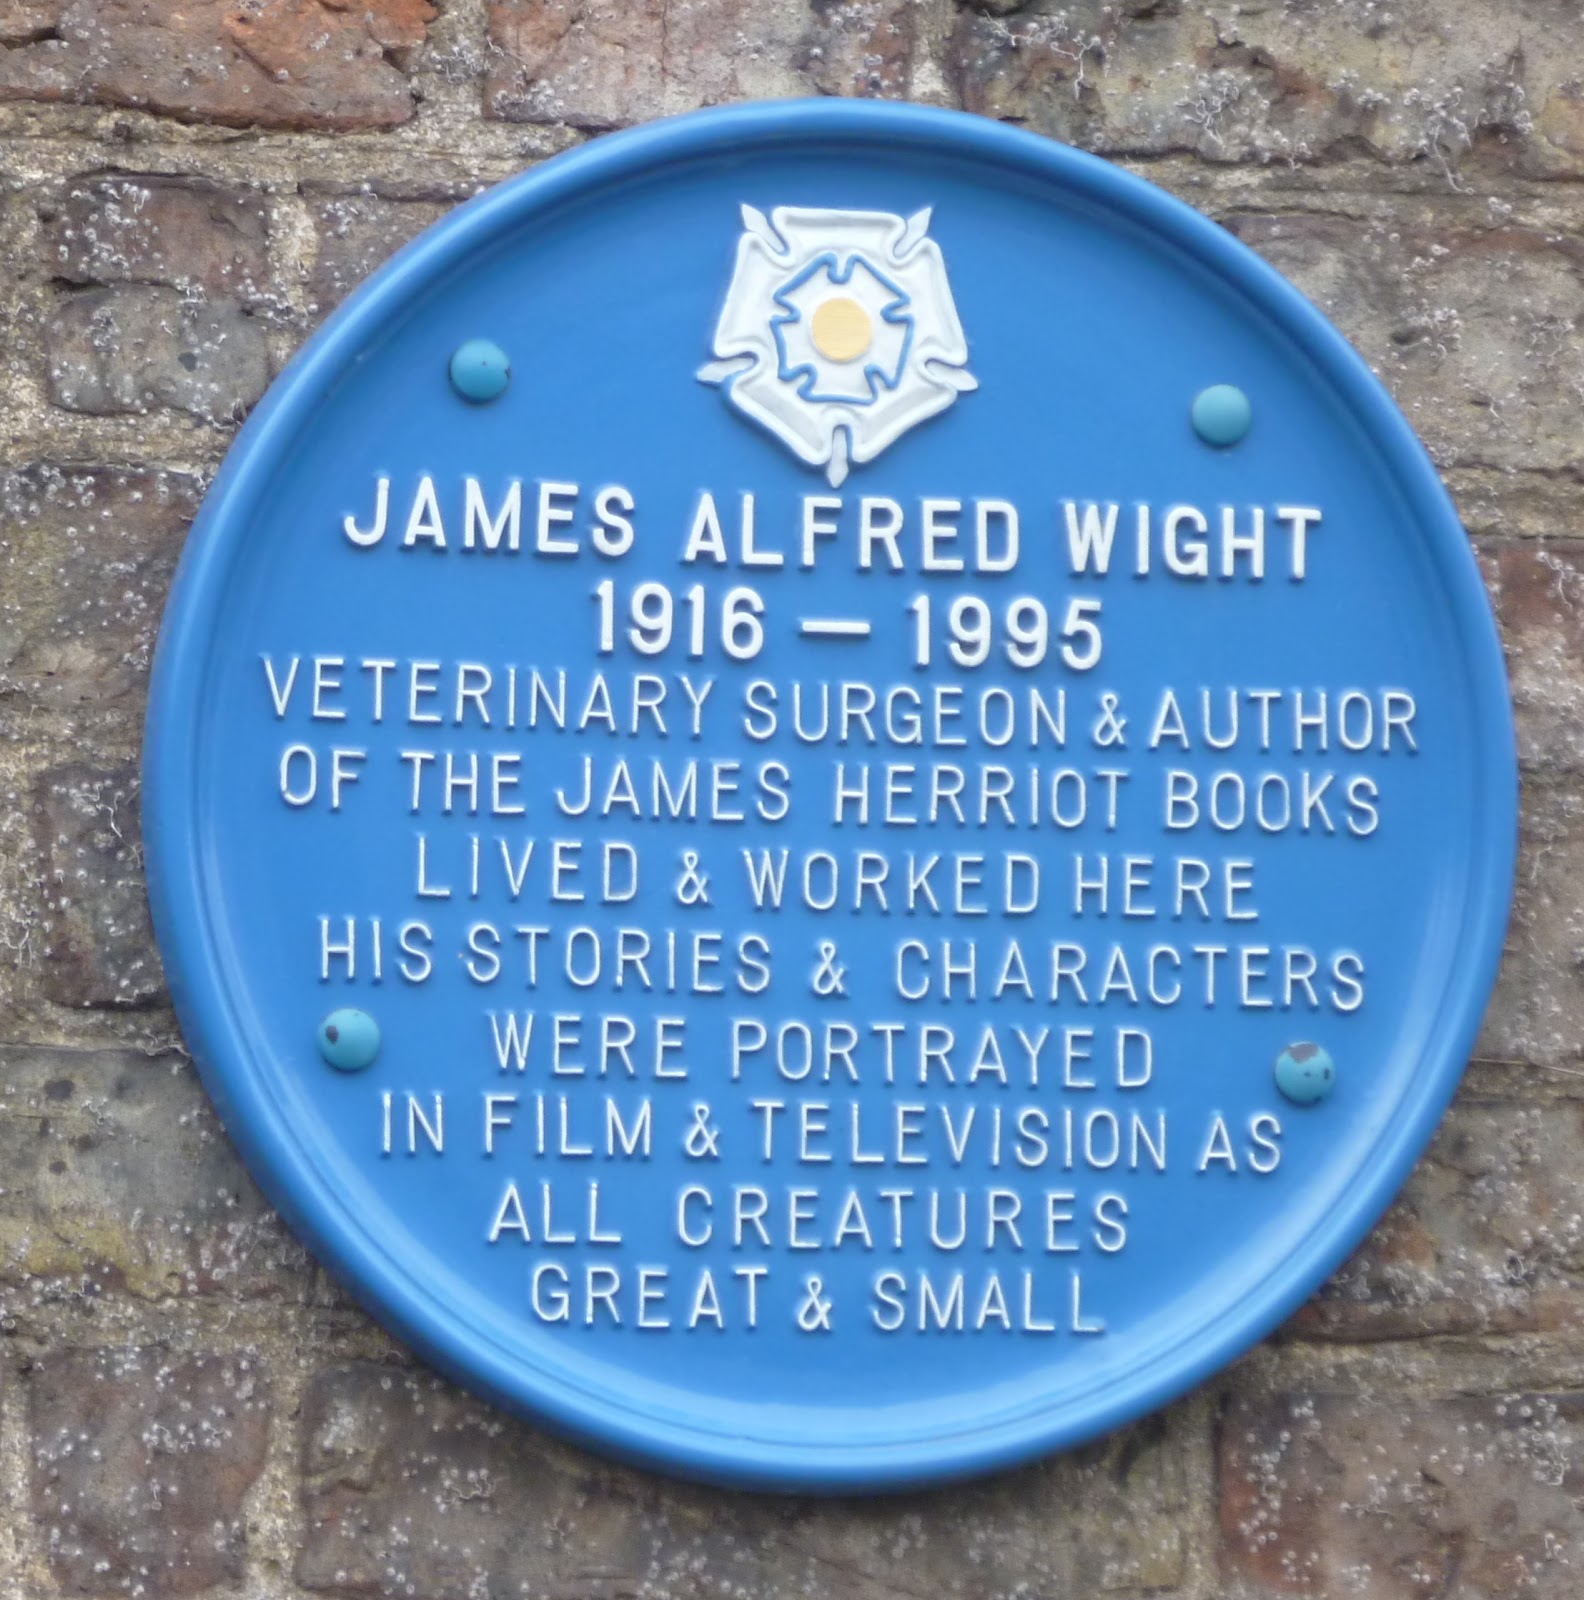 JAMES ALFRED WIGHT
1916 – 1995
VETERINARY SURGEON & AUTHOR
OF THE JAMES HERRIOT BOOKS
LIVED & WORKED HERE
HIS STORIES & CHARACTERS
WERE PORTRAYED
IN FILM & TELEVISION AS
ALL CREATURES
GREAT & SMALL